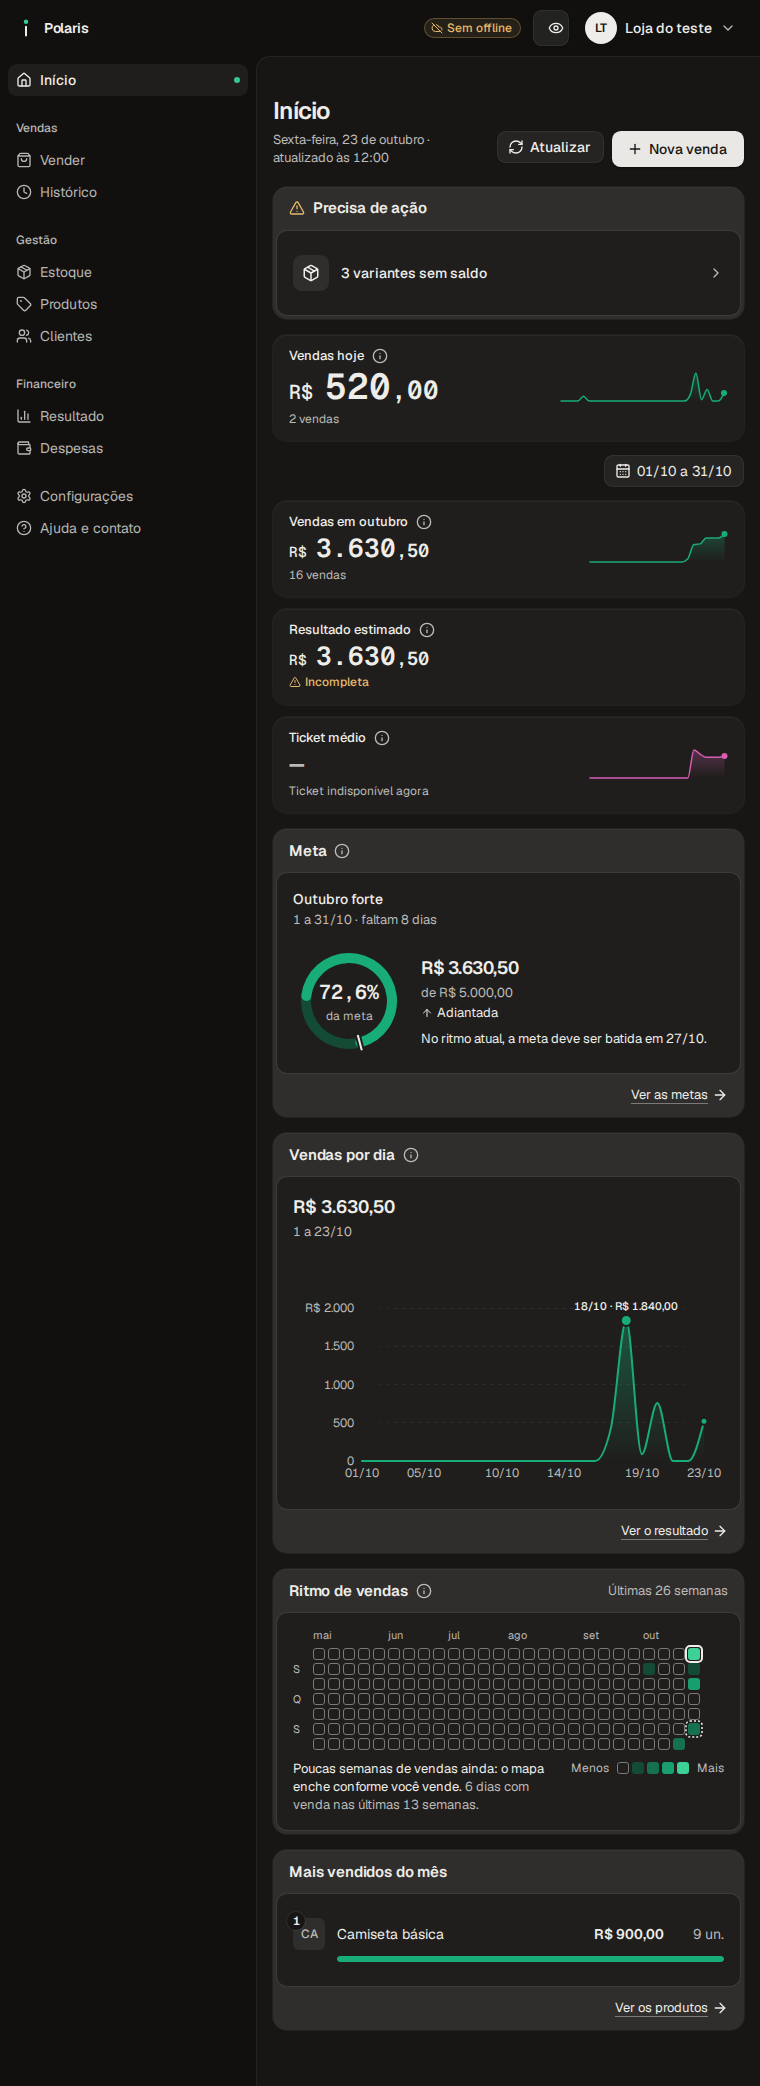 Polaris
Sem offline
LT
Loja do teste
Início
Vendas
Vender
Histórico
Gestão
Estoque
Produtos
Clientes
Financeiro
Resultado
Despesas
Configurações
Ajuda e contato
Início
Sexta-feira, 23 de outubro ·
atualizado às 12:00
Atualizar
Nova venda
Precisa de ação
3 variantes sem saldo
Vendas hoje
R$ 520,00
2 vendas
01/10 a 31/10
Vendas em outubro
R$ 3.630,50
16 vendas
Resultado estimado
R$ 3.630,50
Incompleta
Ticket médio
—
Ticket indisponível agora
Meta
Outubro forte
1 a 31/10 · faltam 8 dias
72,6%
da meta
R$ 3.630,50
de R$ 5.000,00
Adiantada
No ritmo atual, a meta deve ser batida em 27/10.
Ver as metas
Vendas por dia
R$ 3.630,50
1 a 23/10
18/10 · R$ 1.840,00
R$ 2.000
1.500
1.000
500
0
01/10 05/10 10/10 14/10 19/10 23/10
Ver o resultado
Ritmo de vendas
Últimas 26 semanas
mai jun jul ago set out
S
Q
S
Poucas semanas de vendas ainda: o mapa
enche conforme você vende. 6 dias com
venda nas últimas 13 semanas.
Menos Mais
Mais vendidos do mês
1
CA
Camiseta básica
R$ 900,00
9 un.
Ver os produtos